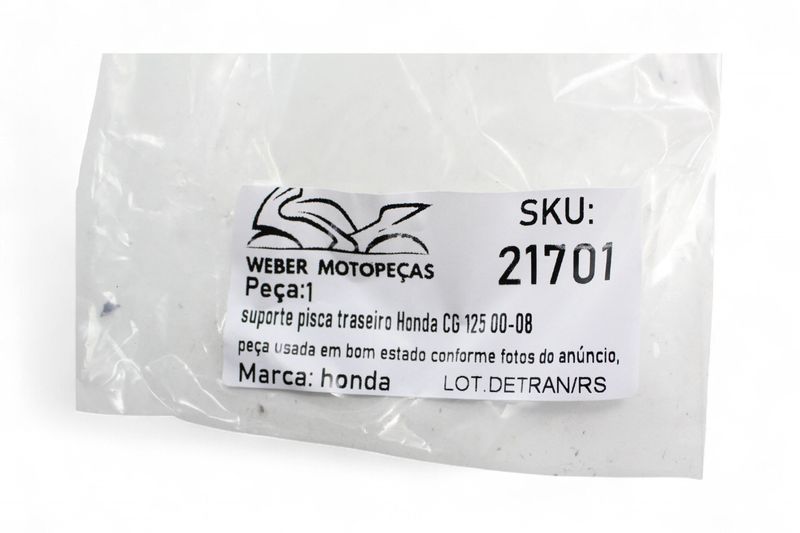 WEBER MOTOPEÇAS
SKU:
21701
Peça:1
suporte pisca traseiro Honda CG 125 00-08
peça usada em bom estado conforme fotos do anúncio,
Marca: honda
LOT.DETRAN/RS